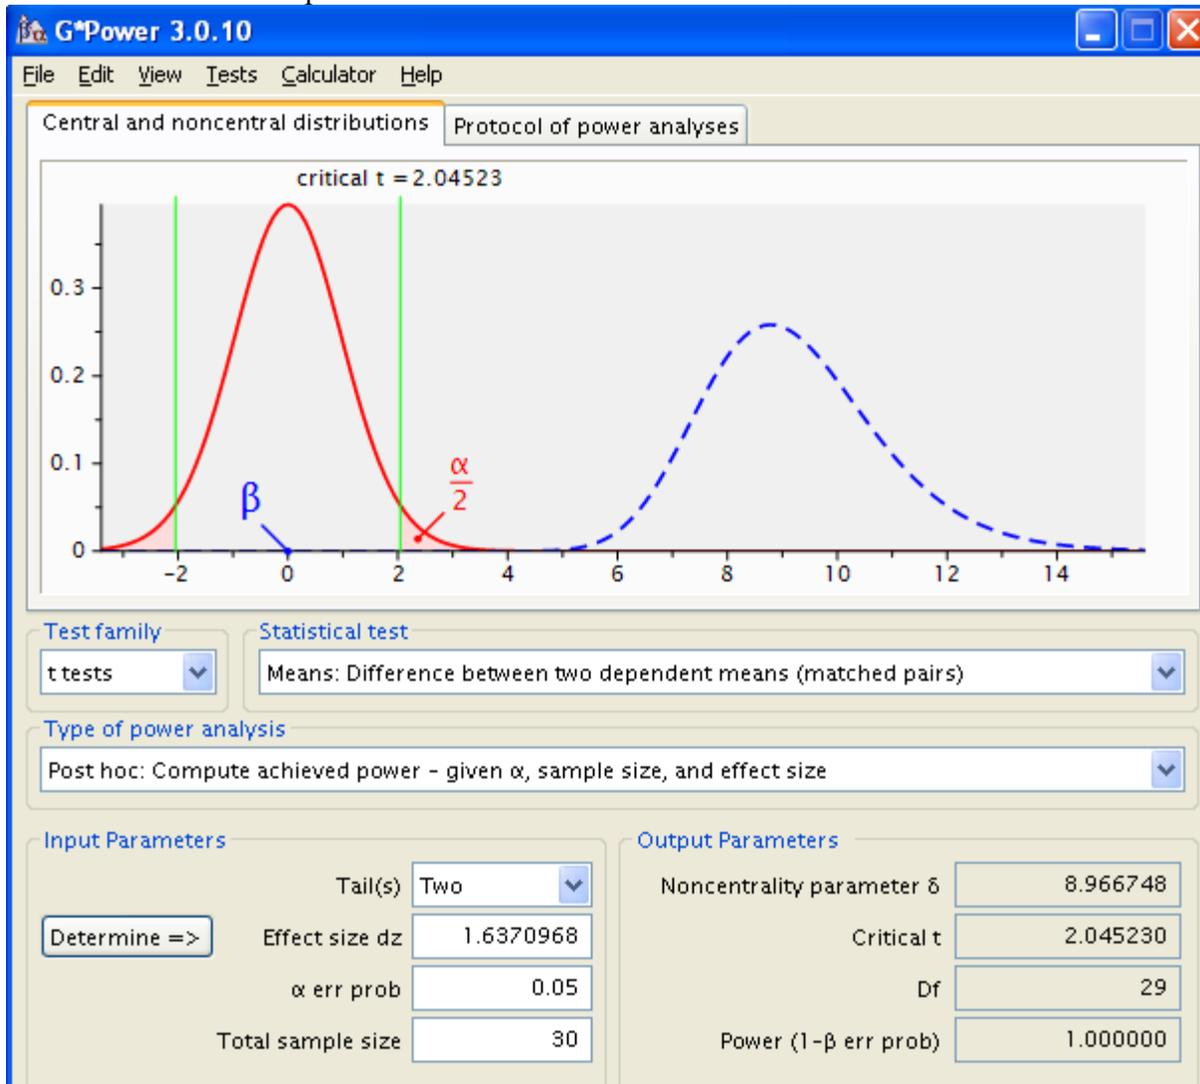 G*Power 3.0.10
File Edit View Tests Calculator Help
Central and noncentral distributions Protocol of power analyses
critical t = 2.04523
0.3
0.2
0.1
0
β
α
2
-2 0 2 4 6 8 10 12 14
Test family Statistical test
t tests Means: Difference between two dependent means (matched pairs)
Type of power analysis
Post hoc: Compute achieved power – given α, sample size, and effect size
Input Parameters Output Parameters
Tail(s) Two Noncentrality parameter δ 8.966748
Determine => Effect size dz 1.6370968 Critical t 2.045230
α err prob 0.05 Df 29
Total sample size 30 Power (1-β err prob) 1.000000